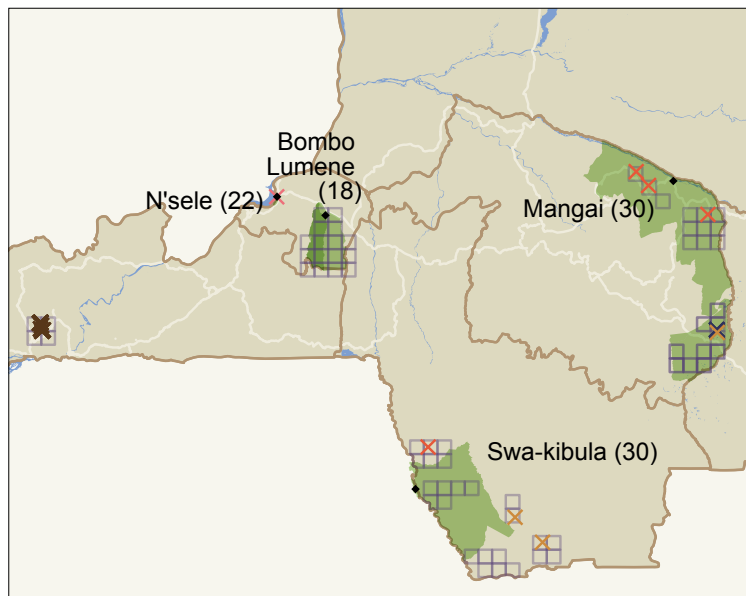 Bombo
Lumene
(18)
N'sele (22)
Mangai (30)
Swa-kibula (30)